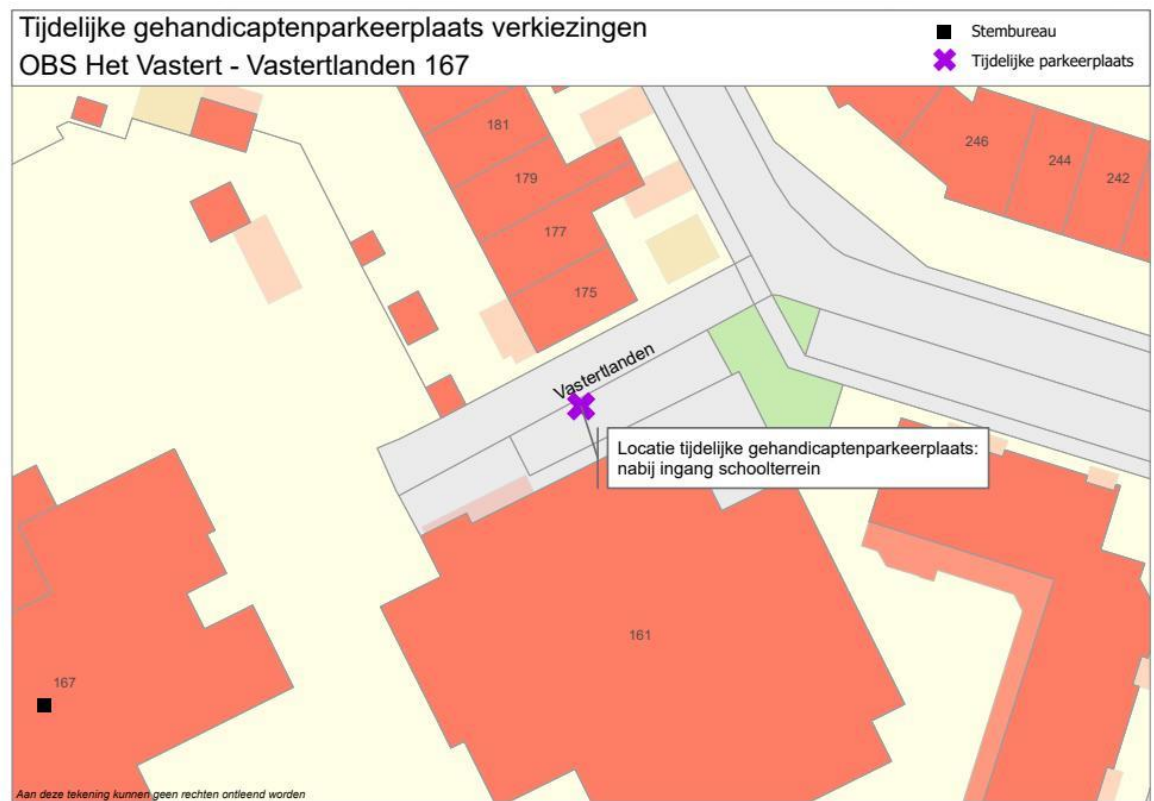 Tijdelijke gehandicaptenparkeerplaats verkiezingen
OBS Het Vastert - Vastertlanden 167
Stembureau
Tijdelijke parkeerplaats
181
179
177
175
246
244
242
Vastertlanden
Locatie tijdelijke gehandicaptenparkeerplaats:
nabij ingang schoolterrein
161
167
Aan deze tekening kunnen geen rechten ontleend worden